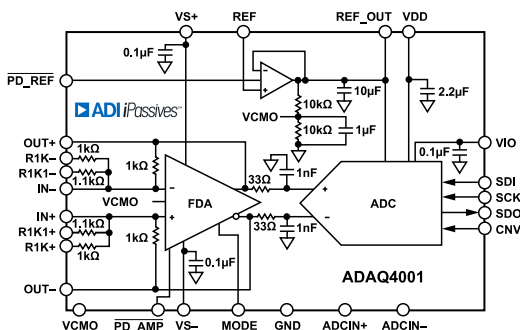 VS+ REF REF_OUT VDD
0.1µF
PD_REF
10µF
2.2µF
ADI iPassives™
10kΩ
VCMO
10kΩ
1µF
OUT+
1kΩ
VIO
0.1µF
R1K–
1kΩ
1nF
R1K1–
1.1kΩ
33Ω
SDI
IN–
–
+
SCK
VCMO
FDA
ADC
SDO
IN+
+
–
1.1kΩ
CNV
R1K1+
33Ω
1nF
R1K+
1kΩ
1kΩ
0.1µF
ADAQ4001
OUT–
VCMO PD_AMP VS– MODE GND ADCIN+ ADCIN–